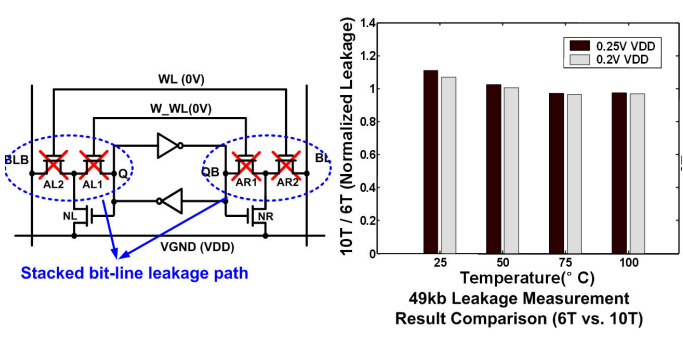 WL (0V)
W_WL(0V)
BLB
AL2
AL1
Q
QB
AR1
AR2
BL
NL
NR
VGND (VDD)
Stacked bit-line leakage path
10T / 6T (Normalized Leakage)
1.4
1.2
1
0.8
0.6
0.4
0.2
0
0.25V VDD
0.2V VDD
25 50 75 100
Temperature(° C)
49kb Leakage Measurement
Result Comparison (6T vs. 10T)